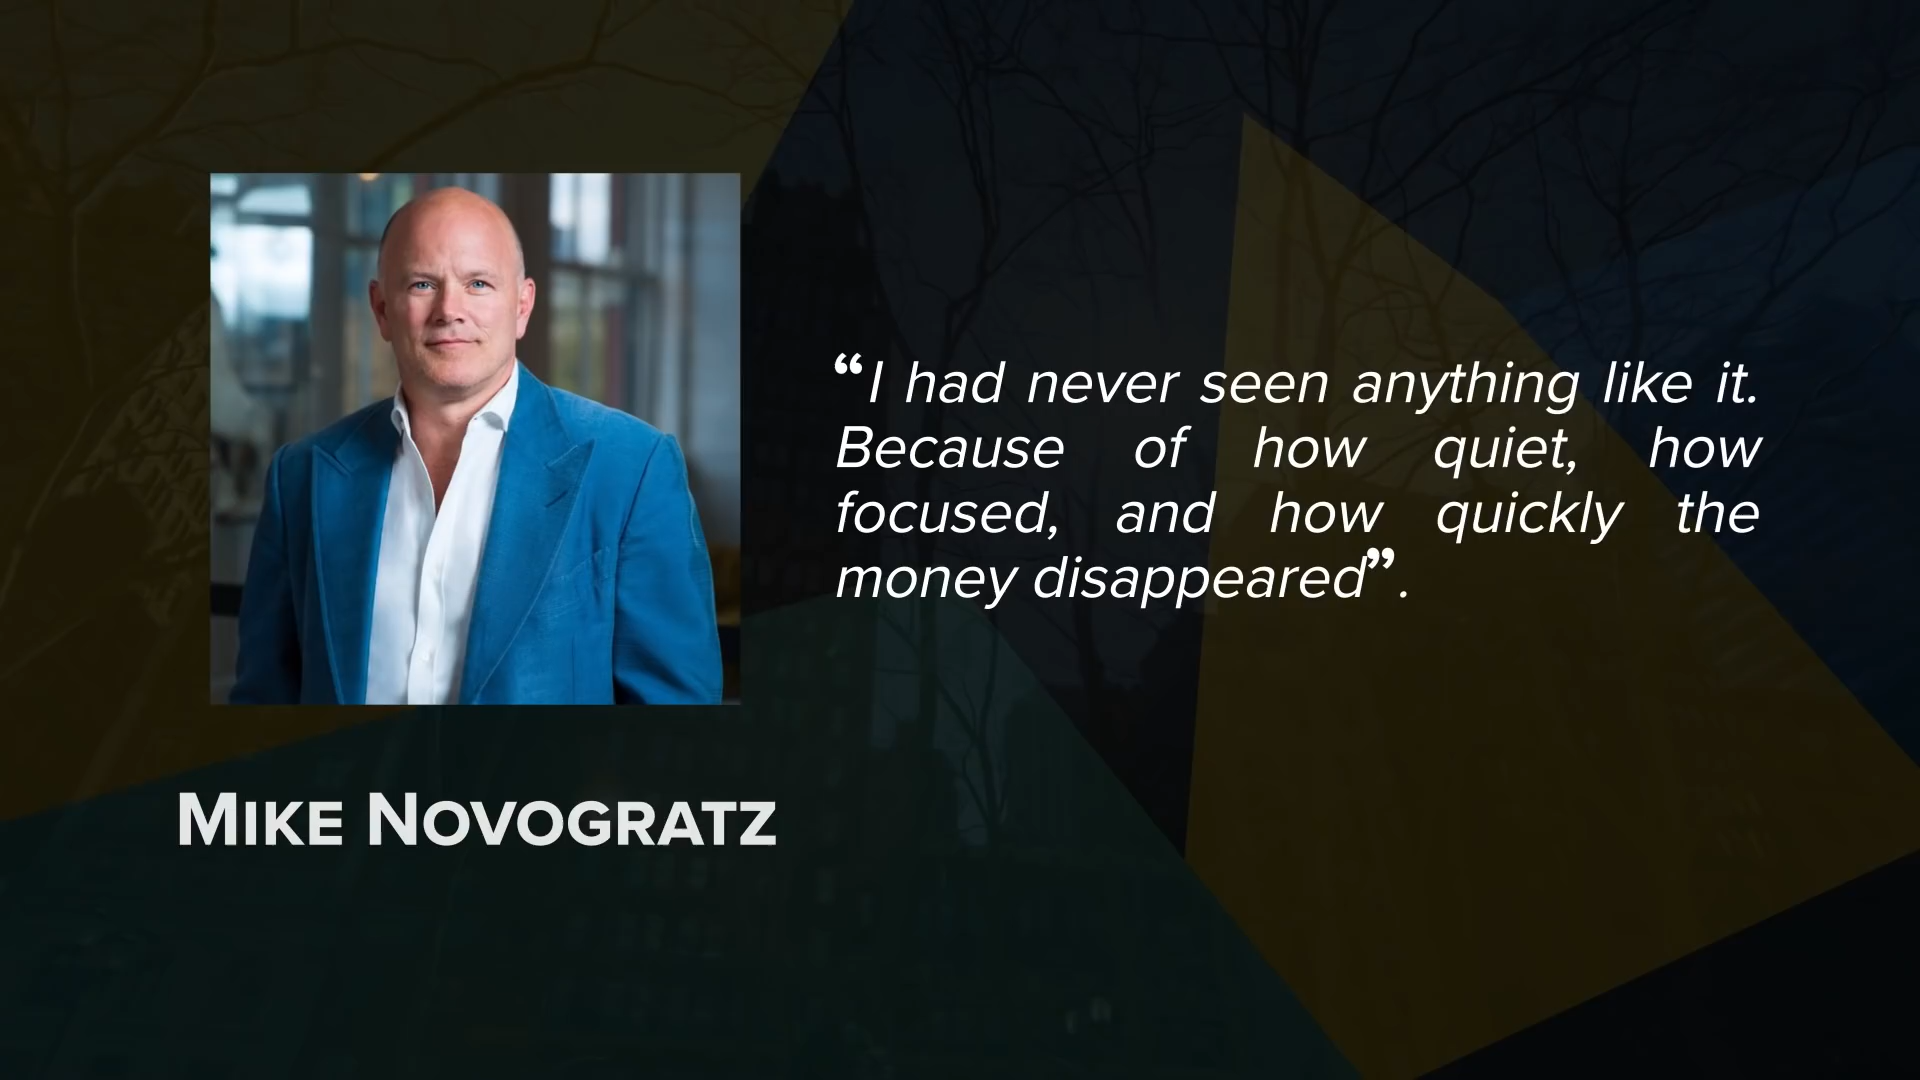 “I had never seen anything like it.
Because of how quiet, how
focused, and how quickly the
money disappeared”.
MIKE NOVOGRATZ